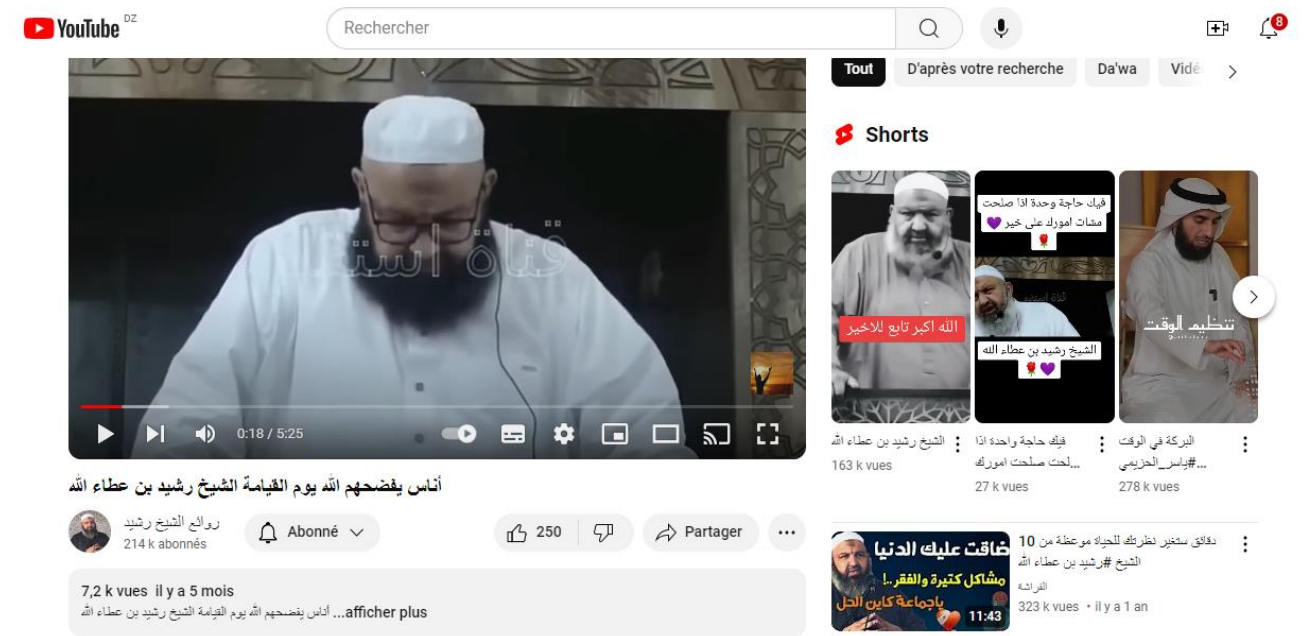 YouTube DZ
Rechercher
8
Tout
D'après votre recherche
Da'wa
Vidé
Shorts
قناة استق
0:18 / 5:25
أناس يفضحهم الله يوم القيامة الشيخ رشيد بن عطاء الله
روائع الشيخ رشيد
214 k abonnés
Abonné
250
Partager
7,2 k vues il y a 5 mois
أناس يفضحهم الله يوم القيامة الشيخ رشيد بن عطاء الله ...afficher plus
الله اكبر تابع للاخير
الشيخ رشيد بن عطاء الله
163 k vues
فيك حاجة وحدة اذا صلحت
مشات امورك على خير
الشيخ رشيد بن عطاء الله
فيك حاجة واحدة اذا
صلحت امورك...لحت
27 k vues
تنظيم الوقت
البركة في الوقت
#ياسر_الحزيمي...
278 k vues
ضاقت عليك الدنيا
مشاكل كثيرة والفقر..!
ياجماعة كاين الحل
11:43
10 دقائق ستغير نظرتك للحياة موعظة من
الشيخ #رشيد بن عطاء الله
الفراشة
323 k vues • il y a 1 an